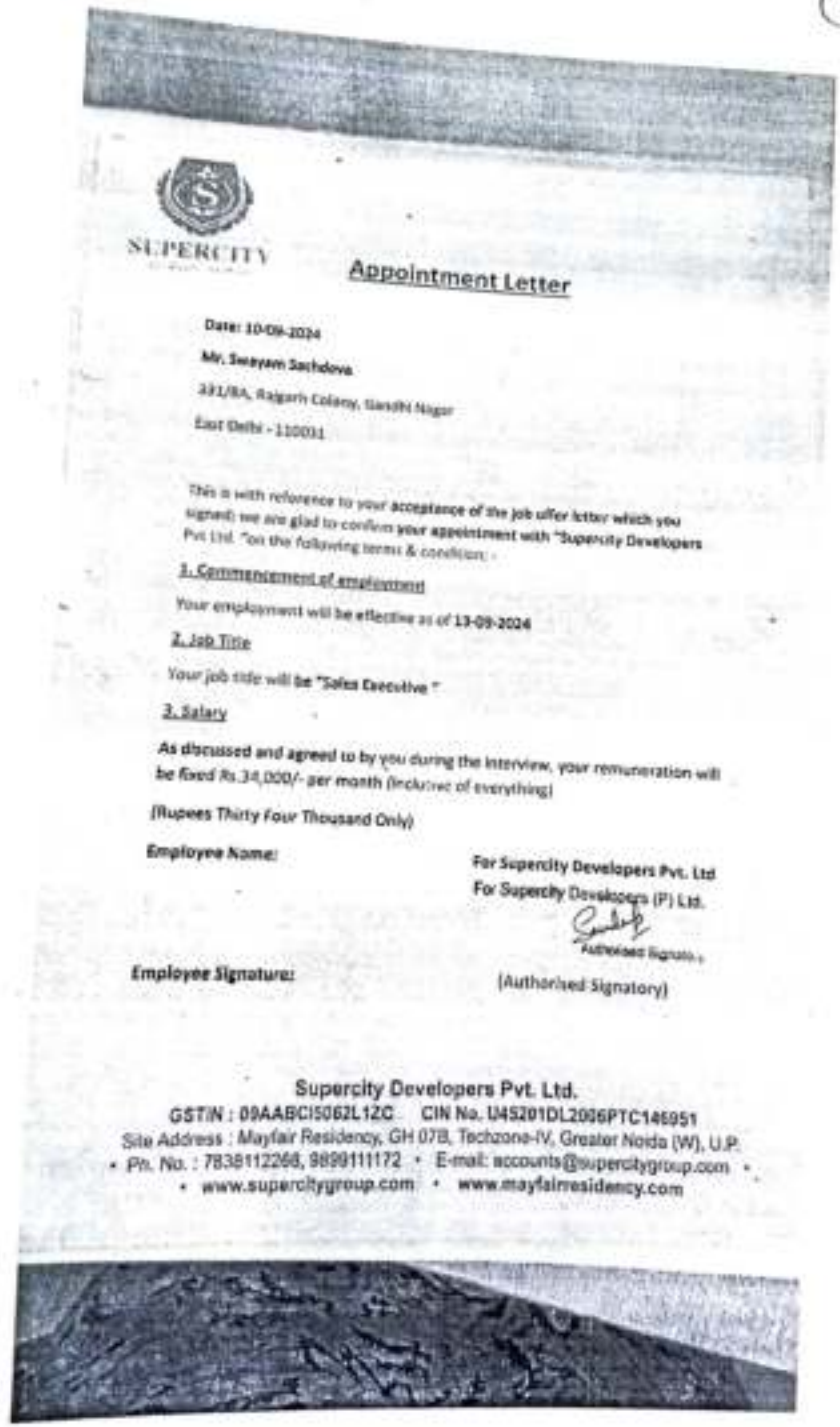 SUPERCITY
Appointment Letter
Date: 10-09-2024
Mr. Swayam Sachdeva
331/8A, Rajgarh Colony, Gandhi Nagar
East Delhi - 110031
This is with reference to your acceptance of the job offer letter which you
signed; we are glad to confirm your appointment with "Supercity Developers
Pvt Ltd. "on the following terms & condition: -
1. Commencement of employment
Your employment will be effective as of 13-09-2024
2. Job Title
Your job title will be "Sales Executive "
3. Salary
As discussed and agreed to by you during the interview, your remuneration will
be fixed Rs.34,000/- per month (inclusive of everything)
(Rupees Thirty Four Thousand Only)
Employee Name:
For Supercity Developers Pvt. Ltd
For Supercity Developers (P) Ltd.
Authorised Signato
Employee Signature:
(Authorised Signatory)
Supercity Developers Pvt. Ltd.
GSTIN : 09AABCI5062L1ZC CIN No. U45201DL2006PTC146951
Site Address : Mayfair Residency, GH 07B, Techzone-IV, Greater Noida (W), U.P.
• Ph. No. : 7838112266, 9899111172 • E-mail: accounts@supercitygroup.com •
• www.supercitygroup.com • www.mayfairresidency.com